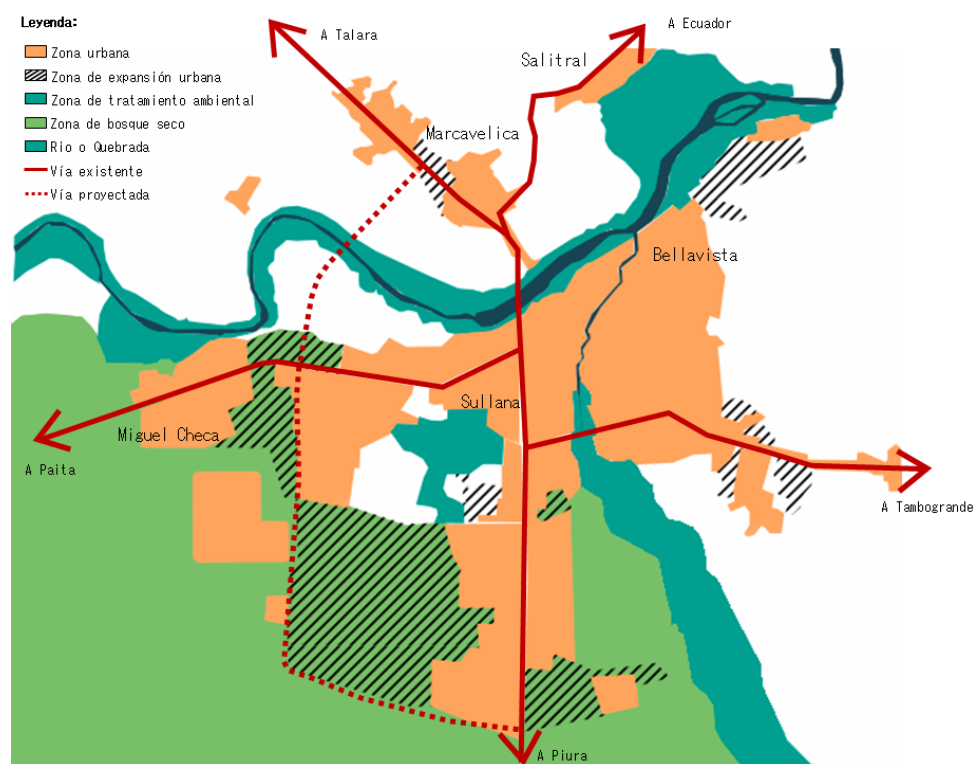 Leyenda:
Zona urbana
Zona de expansión urbana
Zona de tratamiento ambiental
Zona de bosque seco
Rio o Quebrada
Vía existente
Vía proyectada
A Talara
A Ecuador
Salitral
Marcavelica
Bellavista
Sullana
Miguel Checa
A Paita
A Tambogrande
A Piura